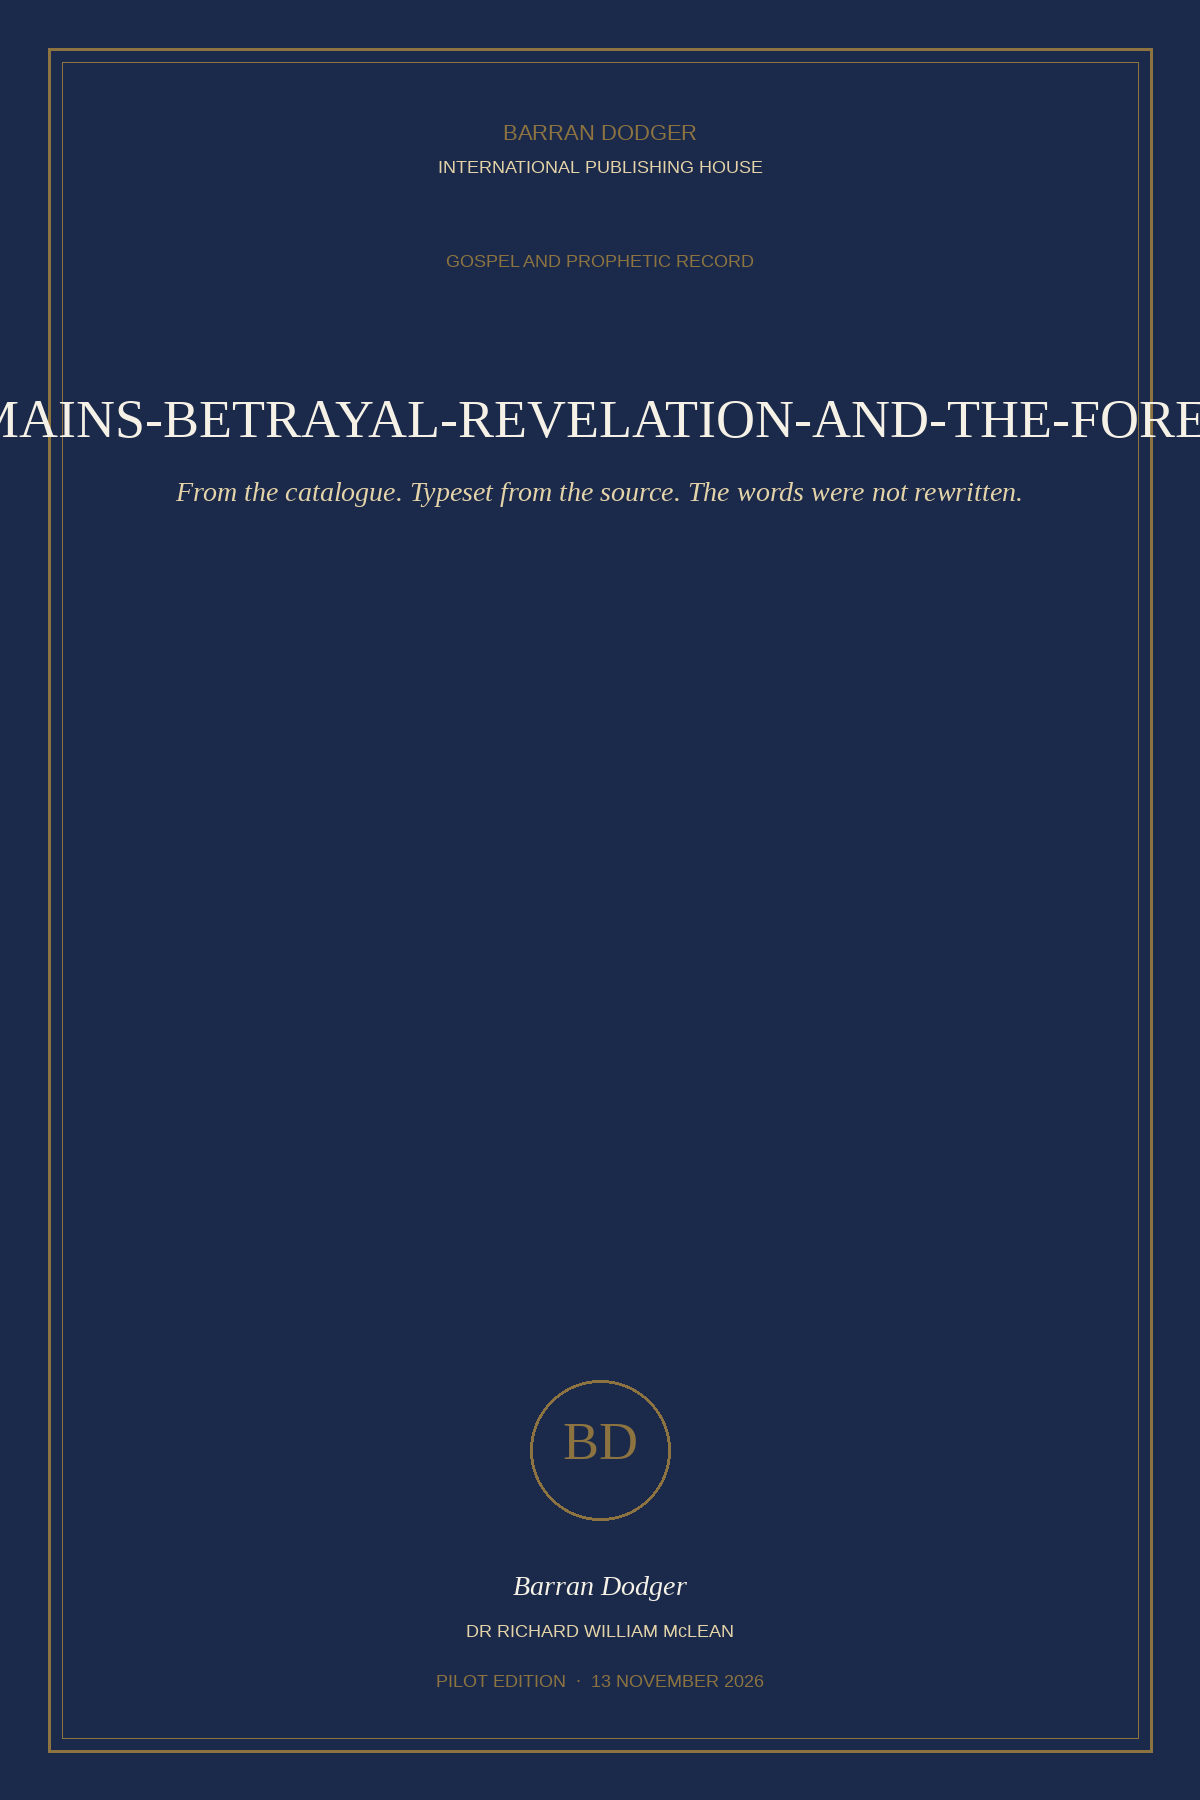 BARRAN DODGER
INTERNATIONAL PUBLISHING HOUSE
GOSPEL AND PROPHETIC RECORD
MAINS-BETRAYAL-REVELATION-AND-THE-FORE
From the catalogue. Typeset from the source. The words were not rewritten.
BD
Barran Dodger
DR RICHARD WILLIAM McLEAN
PILOT EDITION · 13 NOVEMBER 2026